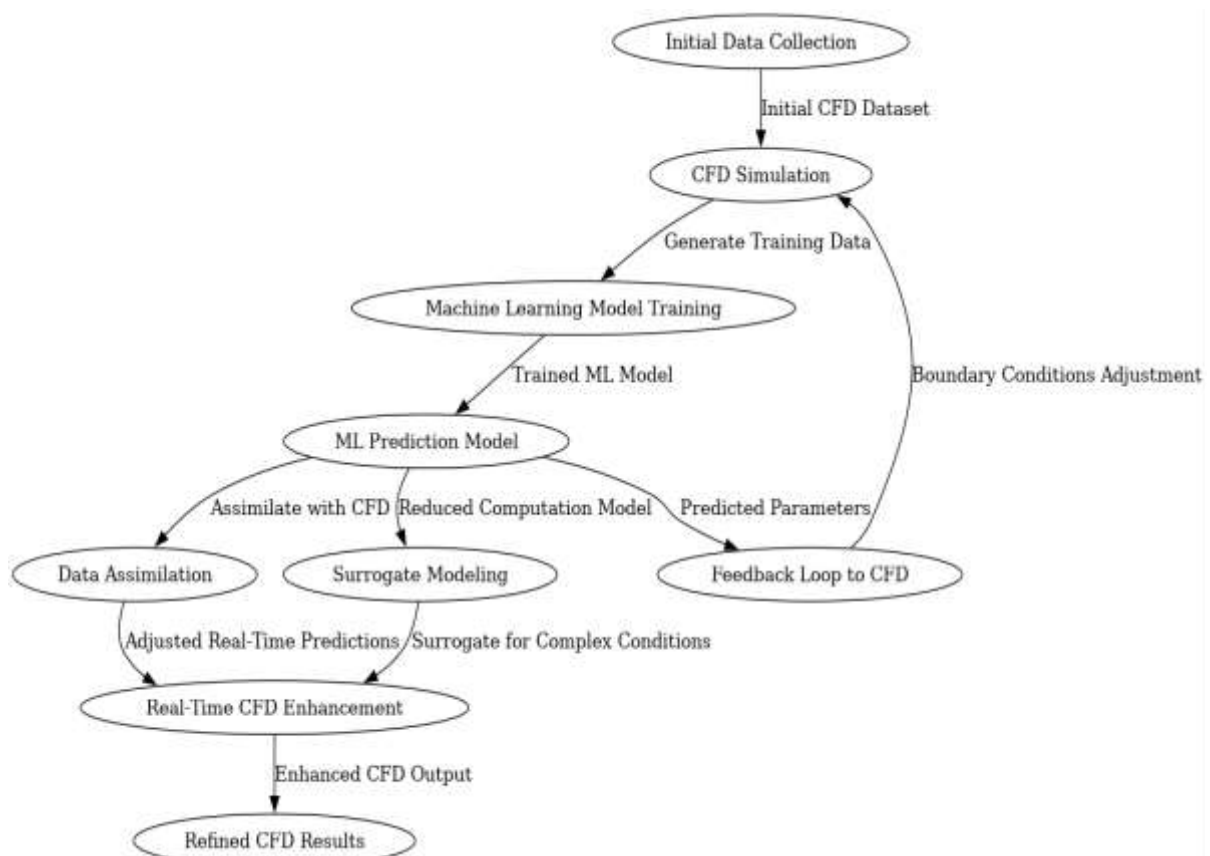 Initial Data Collection
Initial CFD Dataset
CFD Simulation
Generate Training Data
Machine Learning Model Training
Trained ML Model
Boundary Conditions Adjustment
ML Prediction Model
Assimilate with CFD
Reduced Computation Model
Predicted Parameters
Data Assimilation
Surrogate Modeling
Feedback Loop to CFD
Adjusted Real-Time Predictions
Surrogate for Complex Conditions
Real-Time CFD Enhancement
Enhanced CFD Output
Refined CFD Results